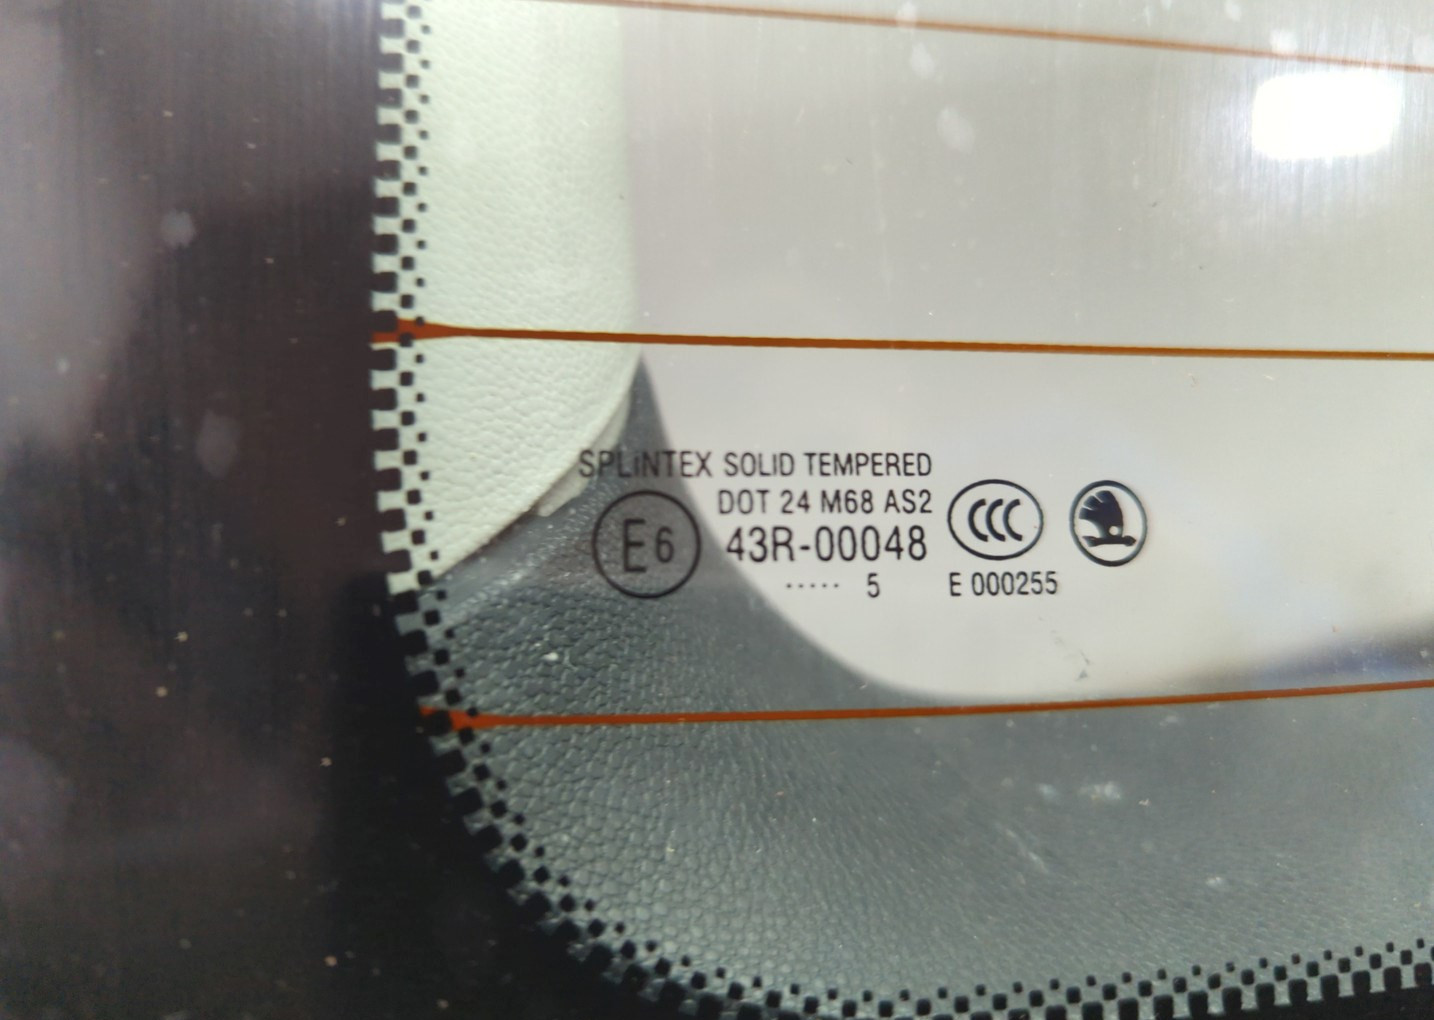 SPLiNTEX SOLID TEMPERED
DOT 24 M68 AS2
E6 43R-00048 CCC
..... 5 E 000255